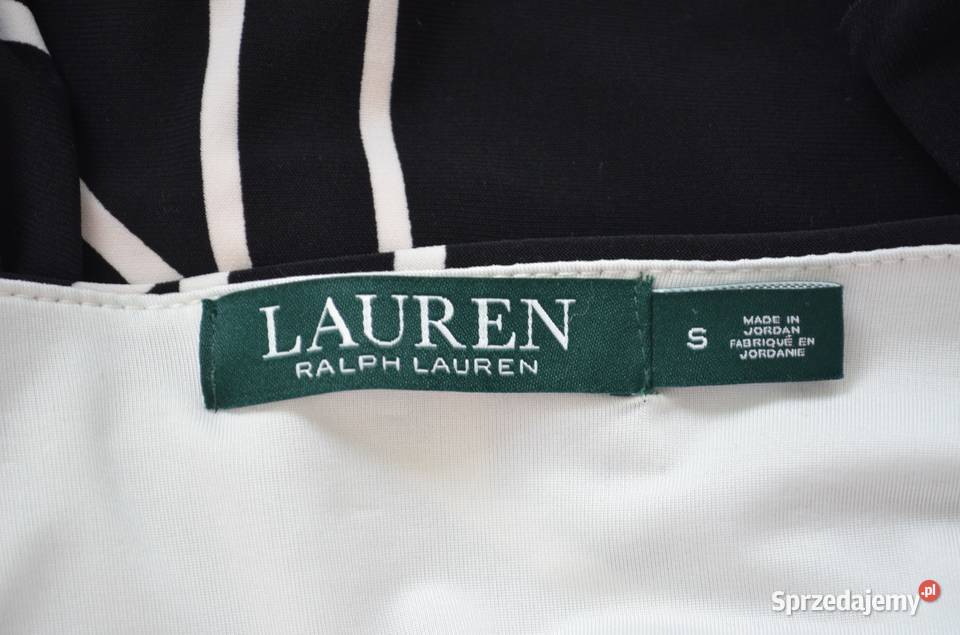 LAUREN
RALPH LAUREN
S
MADE IN
JORDAN
FABRIQUÉ EN
JORDANIE
Sprzedajemy.pl